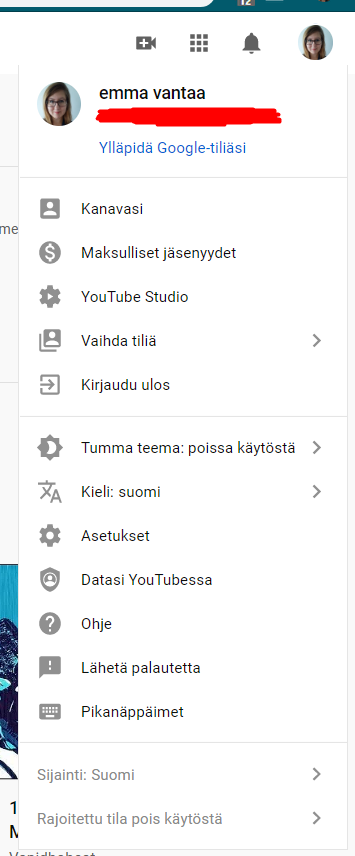 12
emma vantaa
Ylläpidä Google-tiliäsi
Kanavasi
me
Maksulliset jäsenyydet
YouTube Studio
Vaihda tiliä
Kirjaudu ulos
Tumma teema: poissa käytöstä
Kieli: suomi
Asetukset
Datasi YouTubessa
Ohje
Lähetä palautetta
Pikanäppäimet
Sijainti: Suomi
1
Rajoitettu tila pois käytöstä
M